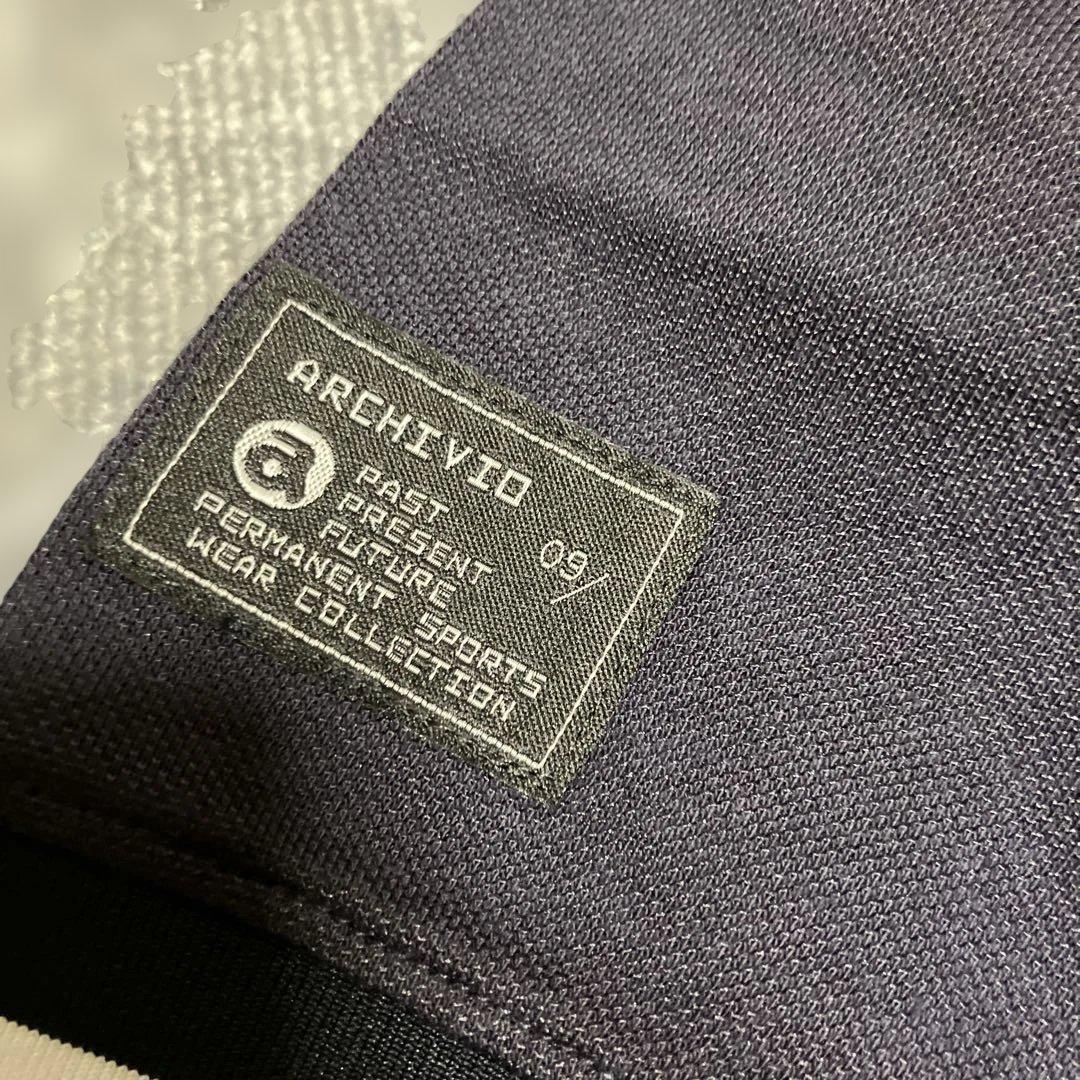 ARCHIVIO
a
PAST
PRESENT
FUTURE
09/
PERMANENT SPORTS
WEAR COLLECTION